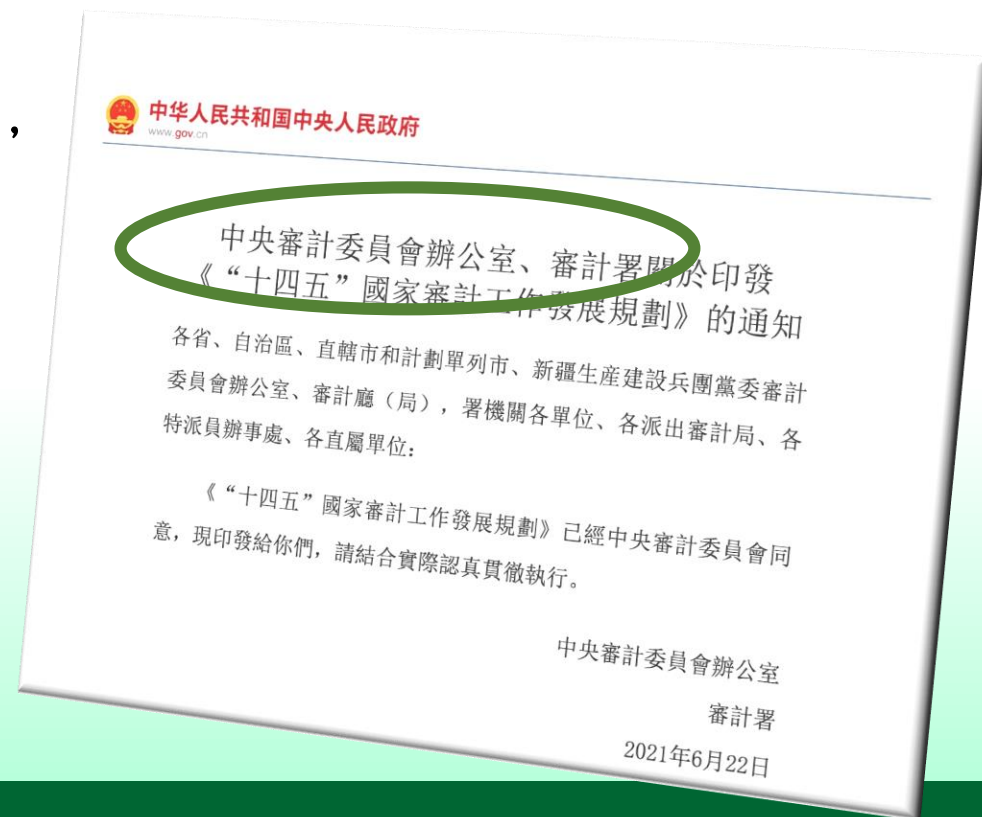 ，
中华人民共和国中央人民政府
www.gov.cn
中央審計委員會辦公室、審計署關於印發
《“十四五”國家審計工作發展規劃》的通知
各省、自治區、直轄市和計劃單列市、新疆生産建設兵團黨委審計
委員會辦公室、審計廳（局），署機關各單位、各派出審計局、各
特派員辦事處、各直屬單位：
《“十四五”國家審計工作發展規劃》已經中央審計委員會同
意，現印發給你們，請結合實際認真貫徹執行。
中央審計委員會辦公室
審計署
2021年6月22日